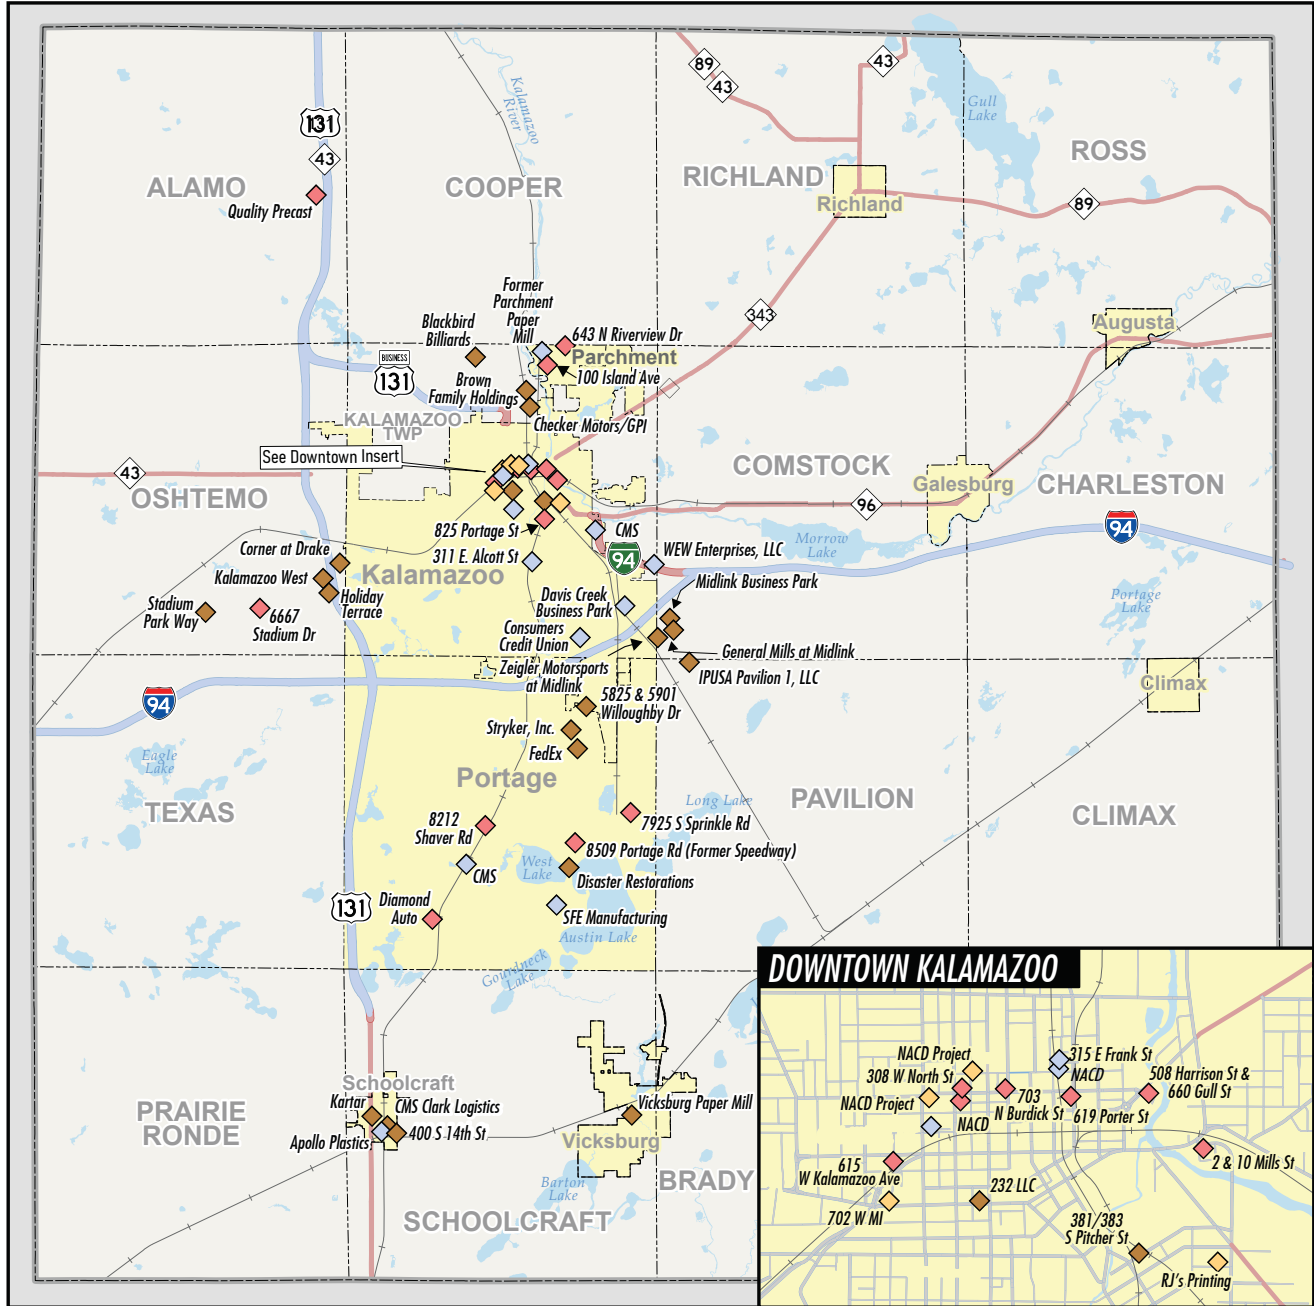 89
43
43
Kalamazoo
River
Gull
Lake
131
43
ROSS
ALAMO
COOPER
RICHLAND
Quality Precast
Richland
89
Former
Parchment
Paper
Mill
343
Augusta
Blackbird
Billiards
643 N Riverview Dr
Parchment
BUSINESS
131
100 Island Ave
Brown
Family Holdings
KALAMAZOO
TWP
Checker Motors/GPI
See Downtown Insert
43
COMSTOCK
Galesburg
CHARLESTON
OSHTEMO
96
94
825 Portage St
CMS
Morrow
Lake
Corner at Drake
311 E. Alcott St
94
WEW Enterprises, LLC
Kalamazoo West
Kalamazoo
Midlink Business Park
Holiday
Terrace
Davis Creek
Business Park
Portage
Lake
Stadium
Park Way
6667
Stadium Dr
Consumers
Credit Union
General Mills at Midlink
Zeigler Motorsports
at Midlink
IPUSA Pavilion 1, LLC
Climax
94
5825 & 5901
Willoughby Dr
Stryker, Inc.
FedEx
Eagle
Lake
Portage
TEXAS
Long Lake
PAVILION
CLIMAX
8212
Shaver Rd
7925 S Sprinkle Rd
8509 Portage Rd (Former Speedway)
West
Lake
CMS
Disaster Restorations
131
Diamond
Auto
SFE Manufacturing
Austin Lake
Gourdneck
Lake
Schoolcraft
Kartar
CMS Clark Logistics
PRAIRIE
RONDE
Apollo Plastics
400 S 14th St
Vicksburg Paper Mill
Vicksburg
BRADY
Barton
Lake
SCHOOLCRAFT
DOWNTOWN KALAMAZOO
NACD Project
315 E Frank St
308 W North St
NACD
508 Harrison St &
660 Gull St
NACD Project
703
N Burdick St
619 Porter St
NACD
615
W Kalamazoo Ave
2 & 10 Mills St
232 LLC
702 W MI
381/383
S Pitcher St
RJ's Printing